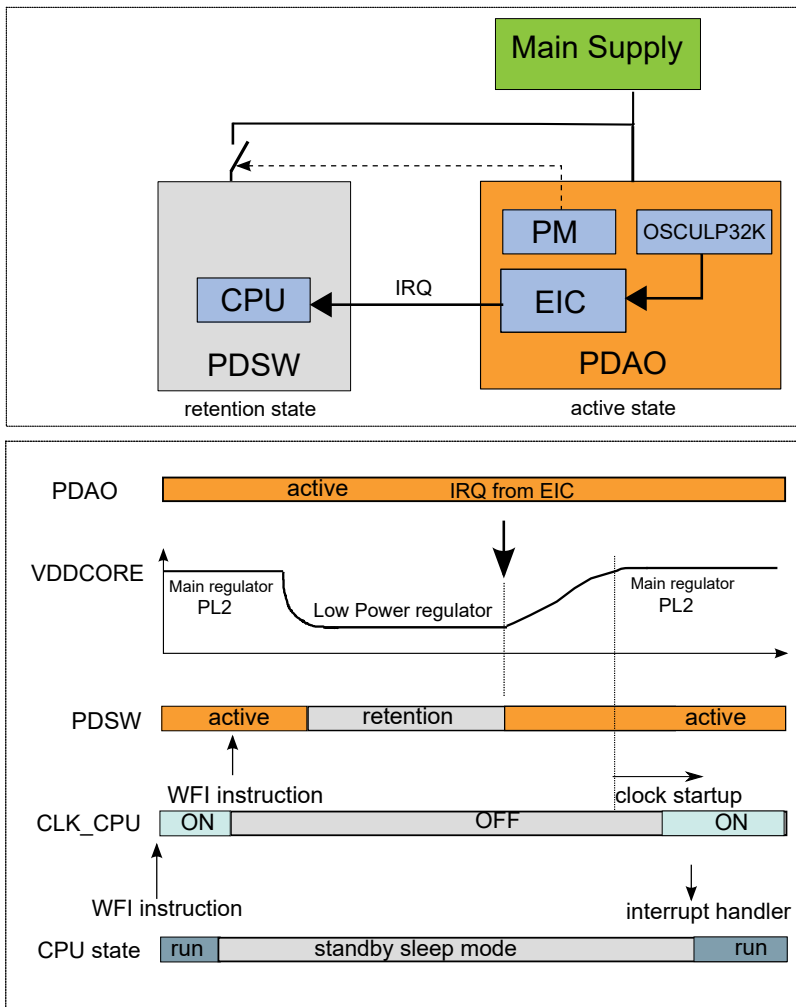 Main Supply
PM
OSCULP32K
CPU
IRQ
EIC
PDSW
PDAO
retention state
active state
PDAO
active
IRQ from EIC
VDDCORE
Main regulator
PL2
Low Power regulator
Main regulator
PL2
PDSW
active
retention
active
WFI instruction
clock startup
CLK_CPU
ON
OFF
ON
WFI instruction
interrupt handler
CPU state
run
standby sleep mode
run